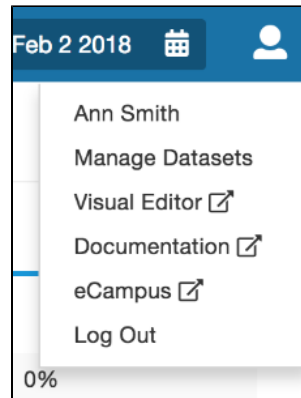 Feb 2 2018
Ann Smith
Manage Datasets
Visual Editor
Documentation
eCampus
Log Out
0%